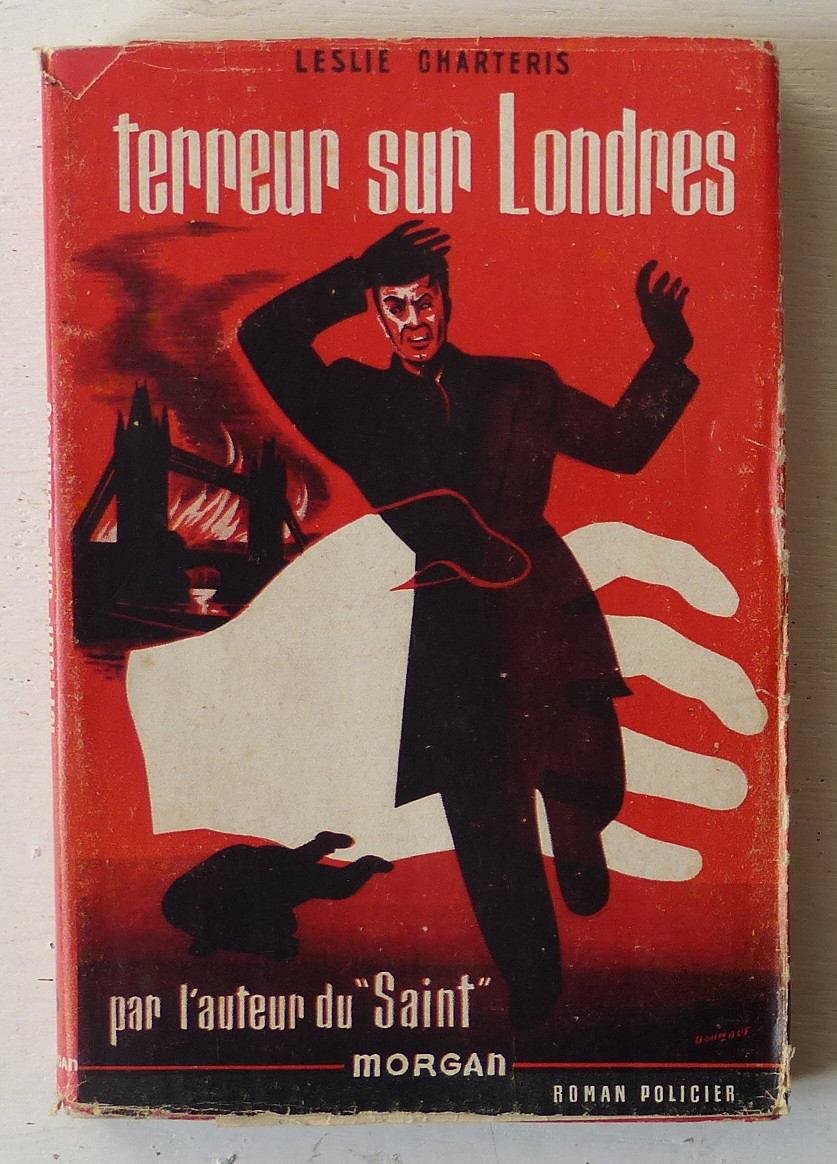 LESLIE CHARTERIS
terreur sur Londres
par l'auteur du "Saint"
MORGAN
ROMAN POLICIER